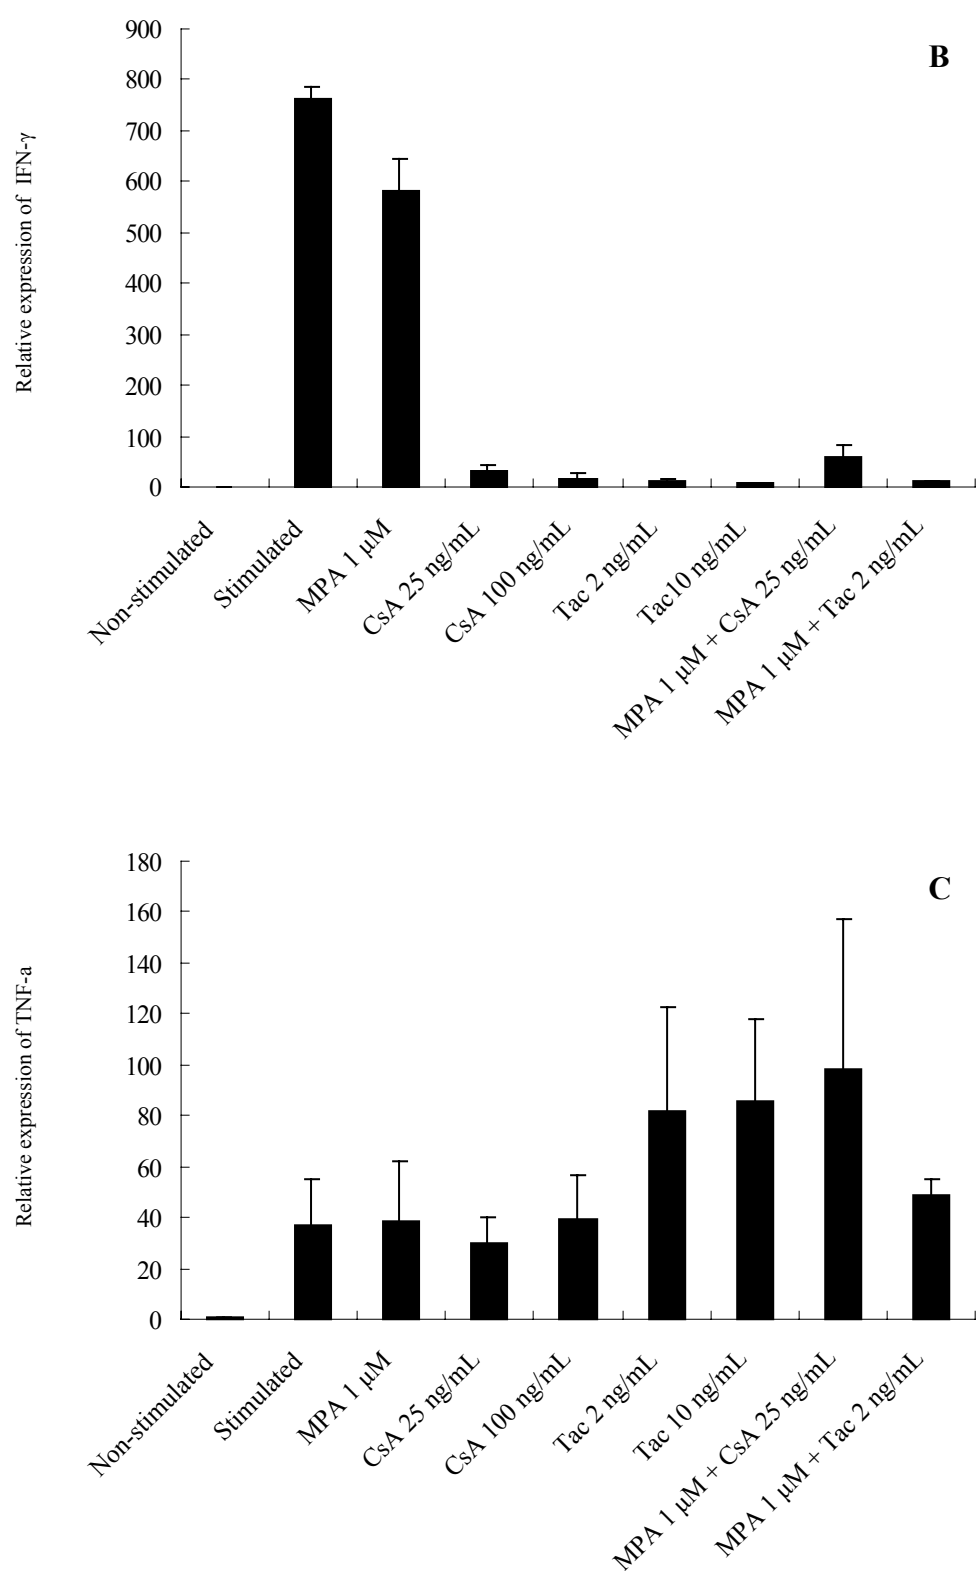 B
Relative expression of IFN-γ
900
800
700
600
500
400
300
200
100
0
Non-stimulated
Stimulated
MPA 1 μM
CsA 25 ng/mL
CsA 100 ng/mL
Tac 2 ng/mL
Tac10 ng/mL
MPA 1 μM + CsA 25 ng/mL
MPA 1 μM + Tac 2 ng/mL
C
Relative expression of TNF-a
180
160
140
120
100
80
60
40
20
0
Non-stimulated
Stimulated
MPA 1 μM
CsA 25 ng/mL
CsA 100 ng/mL
Tac 2 ng/mL
Tac 10 ng/mL
MPA 1 μM + CsA 25 ng/mL
MPA 1 μM + Tac 2 ng/mL